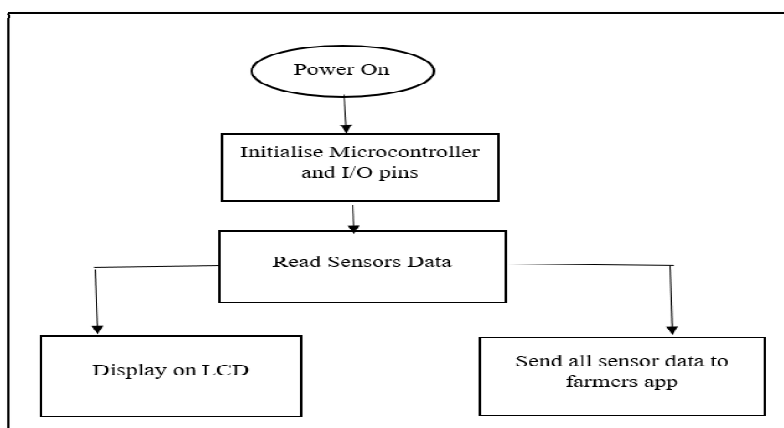 Power On
Initialise Microcontroller
and I/O pins
Read Sensors Data
Display on LCD
Send all sensor data to
farmers app